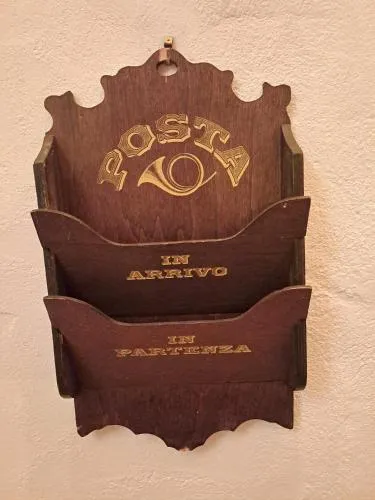 POSTA
IN
ARRIVO
IN
PARTENZA